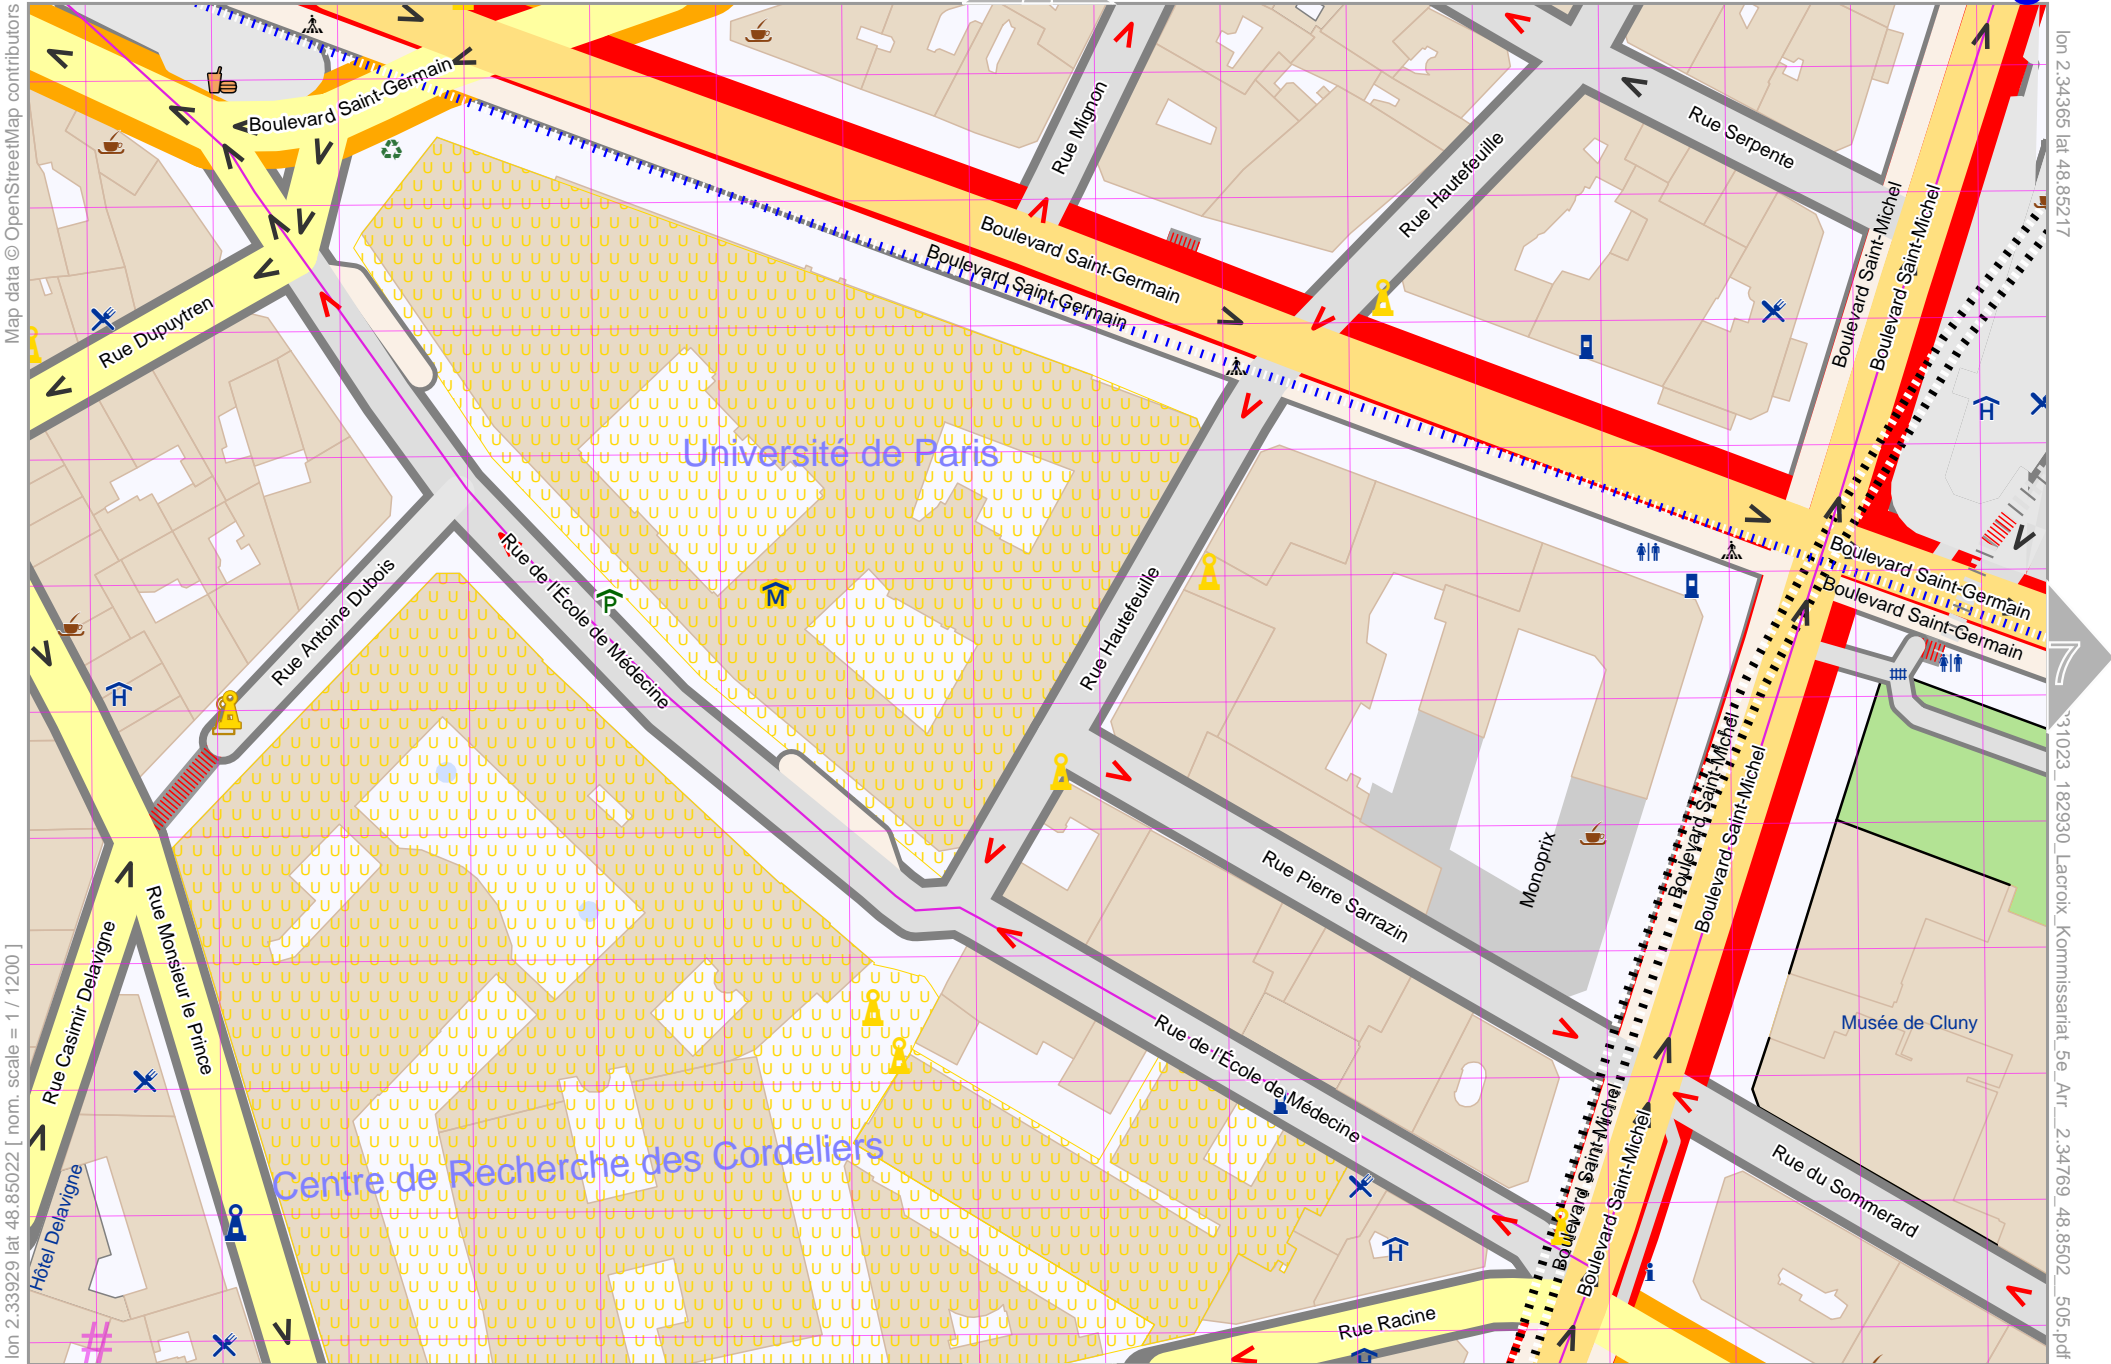 Map data © OpenStreetMap contributors
lon 2.34365 lat 48.85217
Boulevard Saint-Germain
Rue Mignon
Rue Hautefeuille
Rue Serpente
Boulevard Saint-Michel
Boulevard Saint-Michel
Boulevard Saint-Germain
Boulevard Saint-Germain
Rue Dupuytren
Université de Paris
H
Rue de l'École de Médecine
Boulevard Saint-Germain
Boulevard Saint-Germain
Rue Antoine Dubois
P
M
Rue Hautefeuille
7
H
Boulevard Saint-Michel
Boulevard Saint-Michel
Monoprix
Rue Pierre Sarrazin
Rue Casimir Delavigne
Rue Monsieur le Prince
Musée de Cluny
Rue de l'École de Médecine
Centre de Recherche des Cordeliers
Boulevard Saint-Michel
Boulevard Saint-Michel
Rue du Sommerard
Hôtel Delavigne
H
i
Rue Racine
H
lon 2.33929 lat 48.85022 [ nom. scale = 1 / 1200 ]
31023_182930_Lacroix_Kommissariat_5e_Arr__2.34769_48.8502__505.pdf